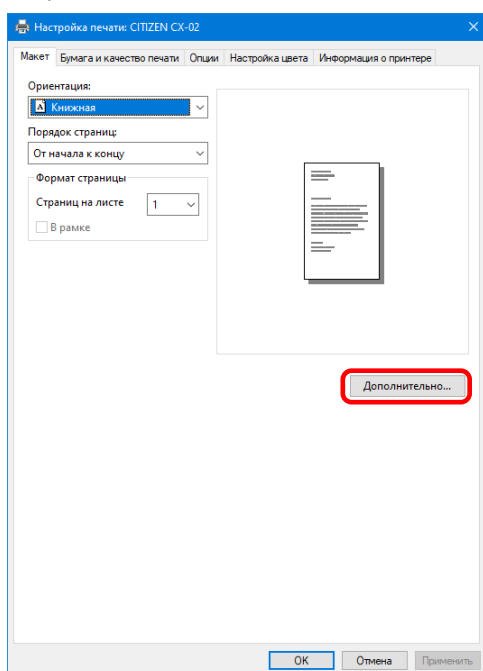 Настройка печати: CITIZEN CX-02
Макет Бумага и качество печати Опции Настройка цвета Информация о принтере
Ориентация:
Книжная
Порядок страниц:
От начала к концу
Формат страницы
Страниц на листе 1
В рамке
Дополнительно...
OK Отмена Применить